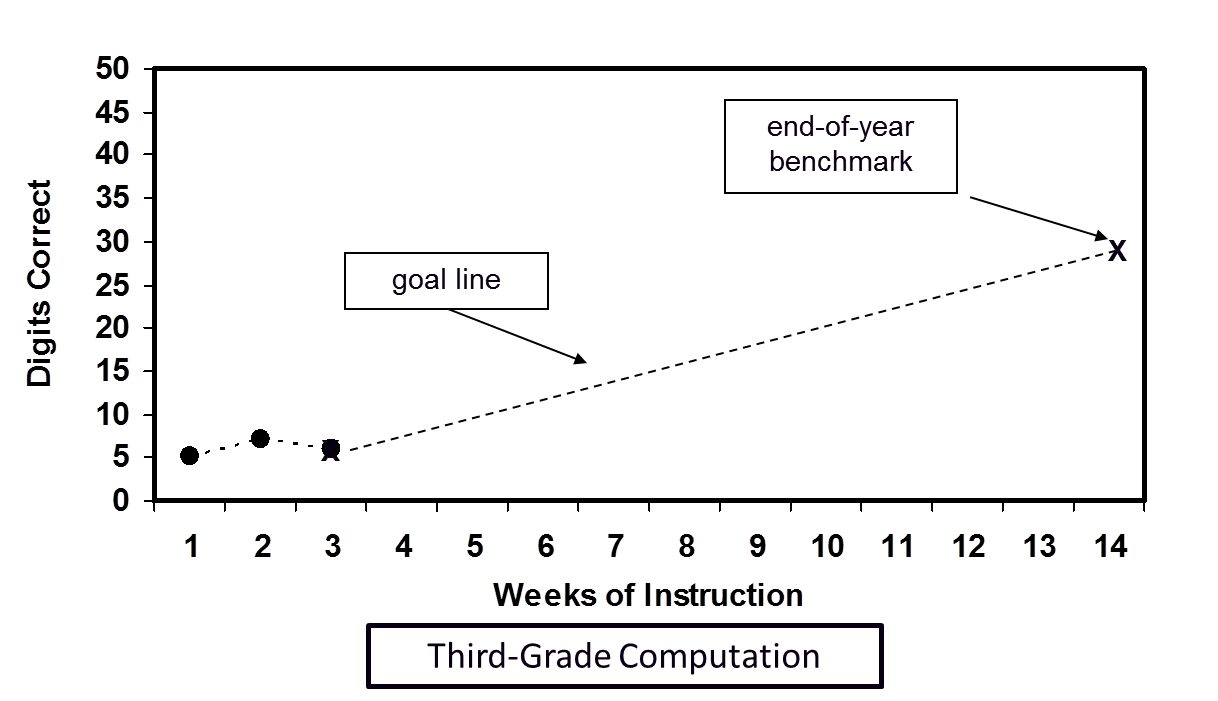 50
45
40
35
30
25
20
15
10
5
0
Digits Correct
end-of-year
benchmark
goal line
X
X
1 2 3 4 5 6 7 8 9 10 11 12 13 14
Weeks of Instruction
Third-Grade Computation